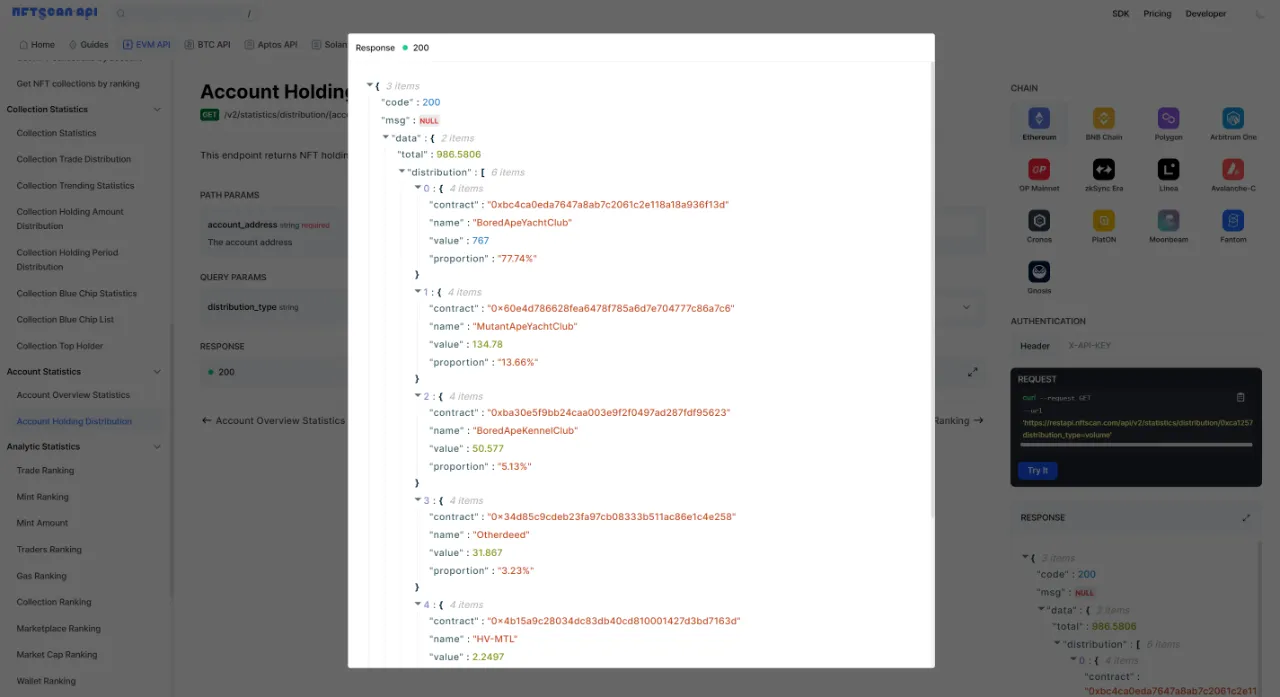 NFTSCAN api
/
SDK
Pricing
Developer
Home
Guides
EVM API
BTC API
Aptos API
Solan
Get NFT collections by ranking
Collection Statistics
Collection Statistics
Collection Trade Distribution
Collection Trending Statistics
Collection Holding Amount
Distribution
Collection Holding Period
Distribution
Collection Blue Chip Statistics
Collection Blue Chip List
Collection Top Holder
Account Statistics
Account Overview Statistics
Account Holding Distribution
Analytic Statistics
Trade Ranking
Mint Ranking
Mint Amount
Traders Ranking
Gas Ranking
Collection Ranking
Marketplace Ranking
Market Cap Ranking
Wallet Ranking
Account Holding
GET /v2/statistics/distribution/{acco
This endpoint returns NFT holdin
PATH PARAMS
account_address string required
The account address
QUERY PARAMS
distribution_type string
RESPONSE
200
← Account Overview Statistics
Ranking →
Response 200
{ 3 items
"code" : 200
"msg" : NULL
"data" : { 2 items
"total" : 986.5806
"distribution" : [ 6 items
0 : { 4 items
"contract" : "0xbc4ca0eda7647a8ab7c2061c2e118a18a936f13d"
"name" : "BoredApeYachtClub"
"value" : 767
"proportion" : "77.74%"
}
1 : { 4 items
"contract" : "0x60e4d786628fea6478f785a6d7e704777c86a7c6"
"name" : "MutantApeYachtClub"
"value" : 134.78
"proportion" : "13.66%"
}
2 : { 4 items
"contract" : "0xba30e5f9bb24caa003e9f2f0497ad287fdf95623"
"name" : "BoredApeKennelClub"
"value" : 50.577
"proportion" : "5.13%"
}
3 : { 4 items
"contract" : "0x34d85c9cdeb23fa97cb08333b511ac86e1c4e258"
"name" : "Otherdeed"
"value" : 31.867
"proportion" : "3.23%"
}
4 : { 4 items
"contract" : "0x4b15a9c28034dc83db40cd810001427d3bd7163d"
"name" : "HV-MTL"
"value" : 2.2497
CHAIN
Ethereum
BNB Chain
Polygon
Arbitrum One
OP Mainnet
zkSync Era
Linea
Avalanche-C
Cronos
PlatON
Moonbeam
Fantom
Gnosis
AUTHENTICATION
Header X-API-KEY
REQUEST
curl --request GET
--url
'https://restapi.nftscan.com/api/v2/statistics/distribution/0xca1257
distribution_type=volume'
Try It
RESPONSE
{ 3 items
"code" : 200
"msg" : NULL
"data" : { 2 items
"total" : 986.5806
"distribution" : [ 6 items
0 : { 4 items
"contract" :
"0xbc4ca0eda7647a8ab7c2061c2e11